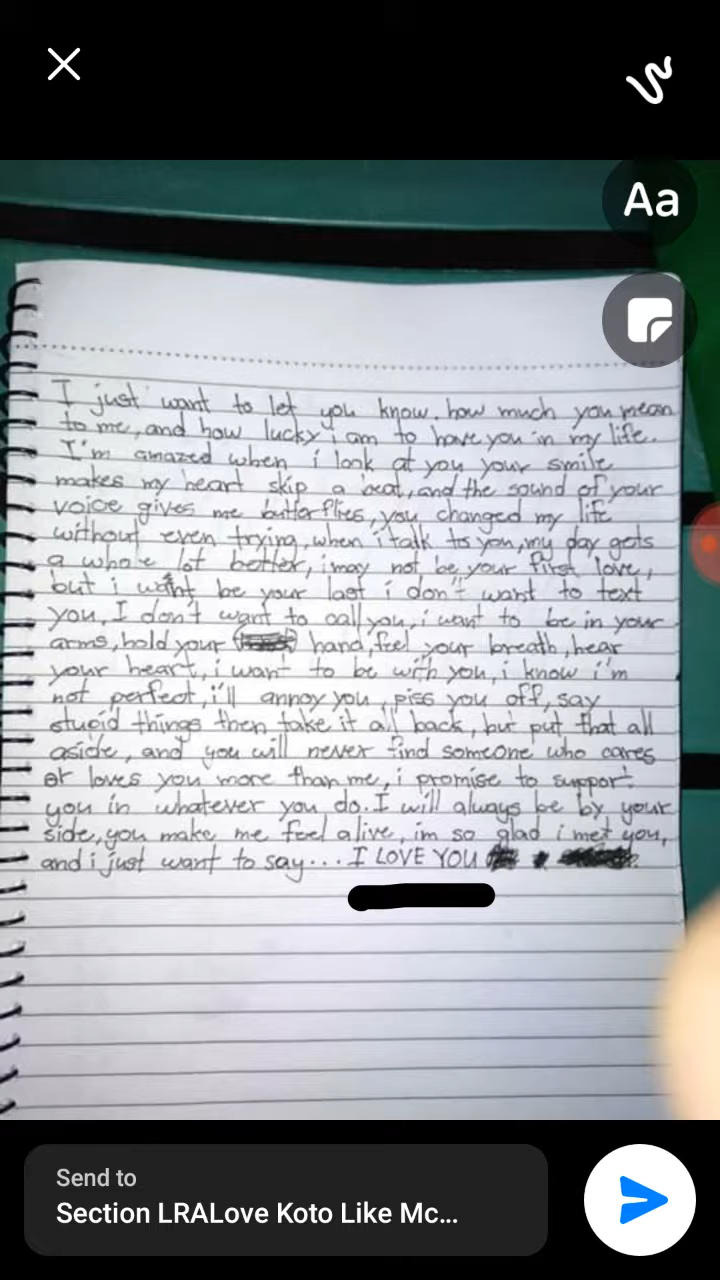 Aa
I just want to let you know. how much you mean
to me, and how lucky i am to have you in my life.
I'm amazed when i look at you your smile
makes my heart skip a beat, and the sound of your
voice gives me butterflies, you changed my life
without even trying, when i talk to you, my day gets
a whole lot better, i may not be your first love,
but i want be your last i don't want to text
you, I don't want to call you, i want to be in your
arms, hold your hand, feel your breath, hear
your heart, i want to be with you, i know i'm
not perfect, i'll annoy you, piss you off, say
stupid things then take it all back, but put that all
aside, and you will never find someone who cares
or loves you more than me, i promise to support
you in whatever you do. I will always be by your
side, you make me feel alive, im so glad i met you,
and i just want to say... I LOVE YOU
Send to
Section LRALove Koto Like Mc...